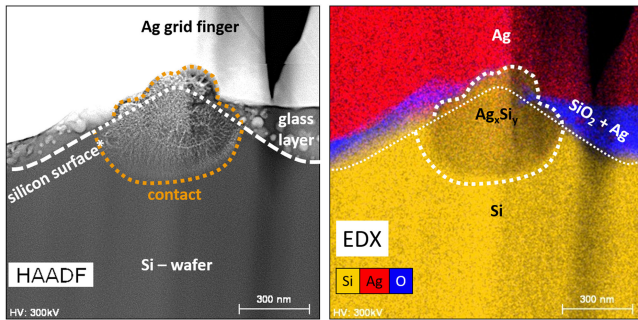 Ag grid finger
glass
layer
silicon surface*
contact
Si – wafer
HAADF
300 nm
HV: 300kV
Ag
SiO₂ + Ag
AgₓSiᵧ
Si
EDX
Si Ag O
300 nm
HV: 300kV